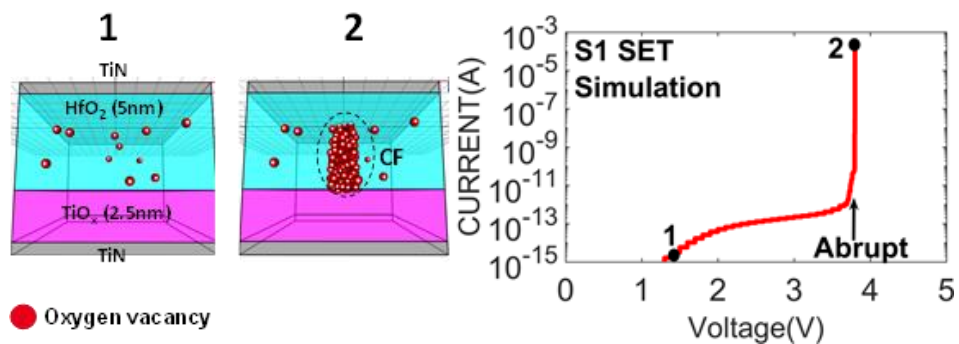 1
2
TiN
HfO₂ (5nm)
TiOₓ (2.5nm)
TiN
CF
Oxygen vacancy
S1 SET
Simulation
2
1
Abrupt
CURRENT(A)
10⁻³
10⁻⁵
10⁻⁷
10⁻⁹
10⁻¹¹
10⁻¹³
10⁻¹⁵
0 1 2 3 4 5
Voltage(V)